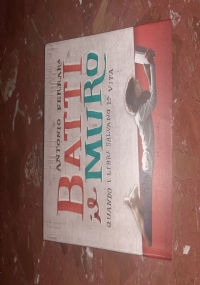 ANTONIO FERRARA
BATTI
il MURO
QUANDO I LIBRI SALVANO LA VITA